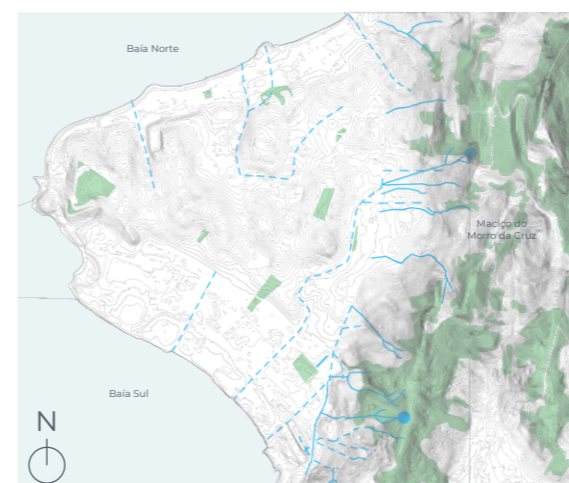 Baía Norte
Maciço do
Morro da Cruz
Baía Sul
N